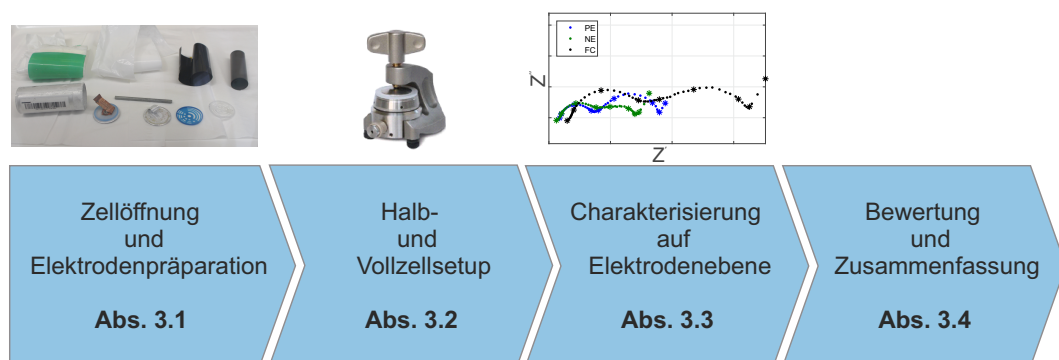 PE
NE
FC
Z''
Z'
Zellöffnung
und
Elektrodenpräparation
Abs. 3.1
Halb-
und
Vollzellsetup
Abs. 3.2
Charakterisierung
auf
Elektrodenebene
Abs. 3.3
Bewertung
und
Zusammenfassung
Abs. 3.4